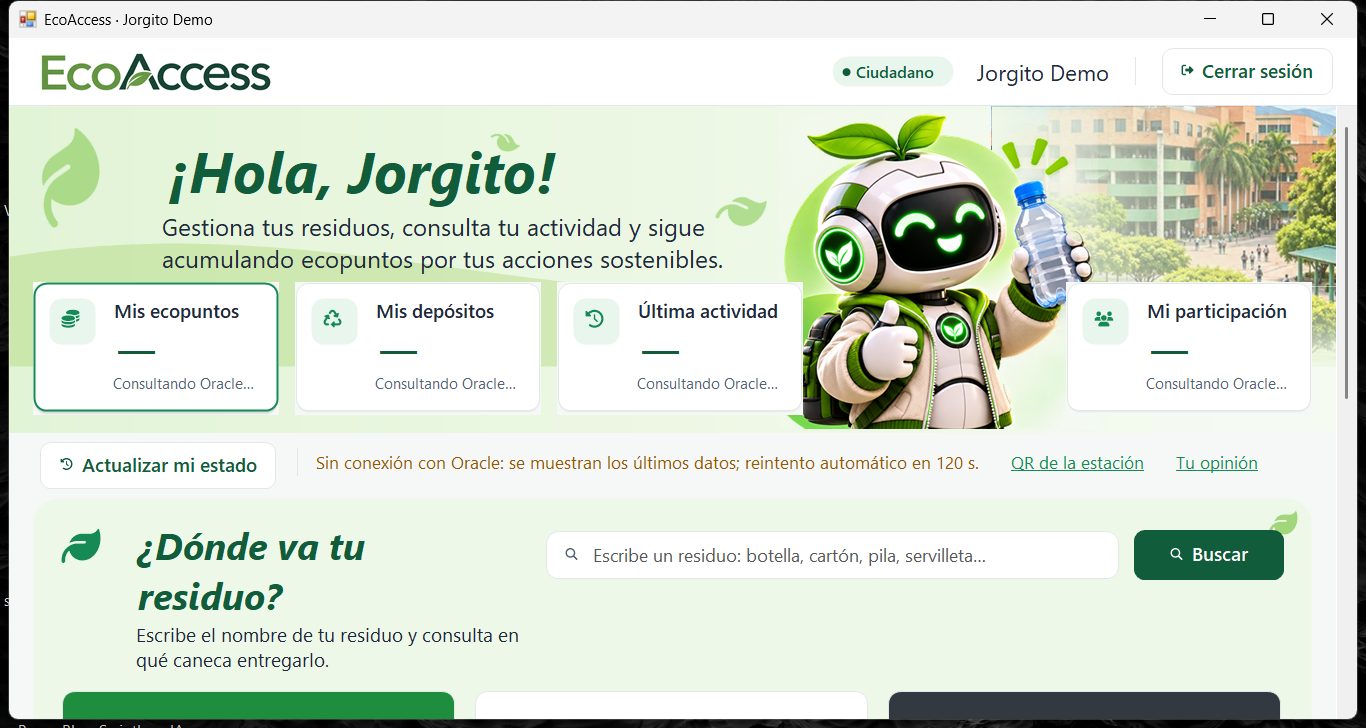 EcoAccess · Jorgito Demo
EcoAccess
Ciudadano
Jorgito Demo
Cerrar sesión
¡Hola, Jorgito!
Gestiona tus residuos, consulta tu actividad y sigue
acumulando ecopuntos por tus acciones sostenibles.
Mis ecopuntos
Consultando Oracle...
Mis depósitos
Consultando Oracle...
Última actividad
Consultando Oracle...
Mi participación
Consultando Oracle...
Actualizar mi estado
Sin conexión con Oracle: se muestran los últimos datos; reintento automático en 120 s.
QR de la estación
Tu opinión
¿Dónde va tu
residuo?
Escribe el nombre de tu residuo y consulta en
qué caneca entregarlo.
Escribe un residuo: botella, cartón, pila, servilleta...
Buscar